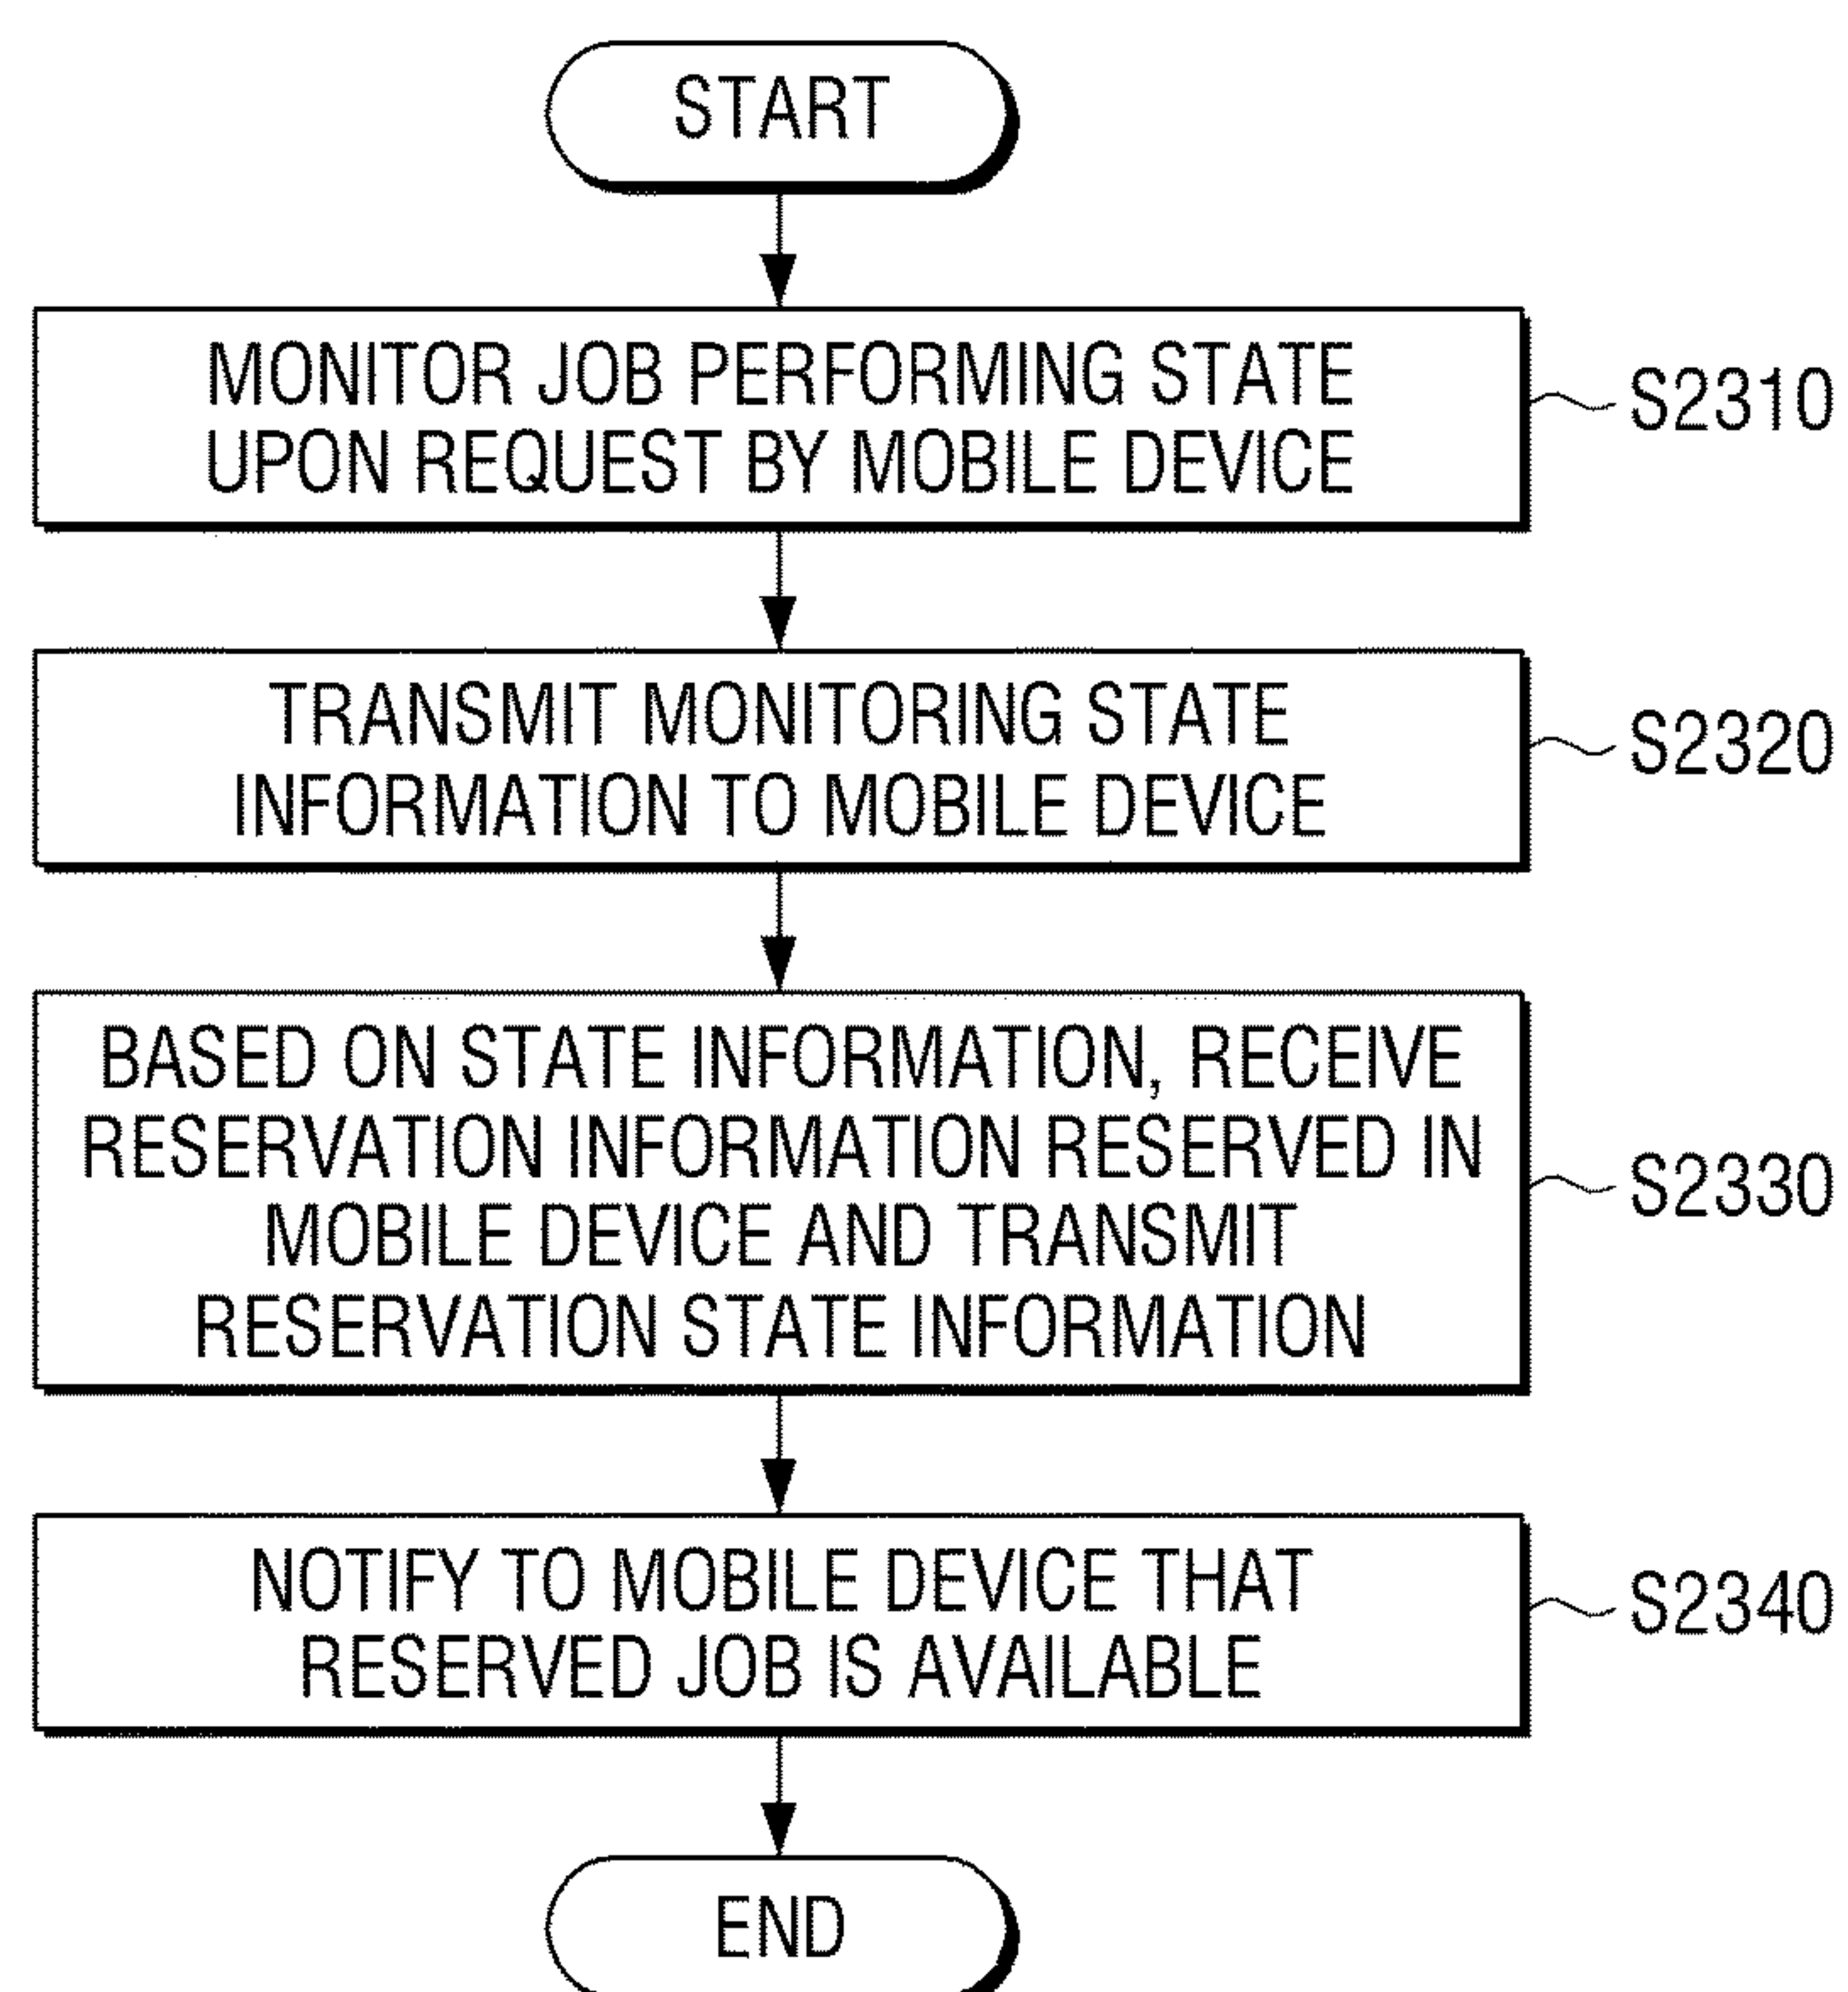 START
MONITOR JOB PERFORMING STATE
UPON REQUEST BY MOBILE DEVICE
S2310
TRANSMIT MONITORING STATE
INFORMATION TO MOBILE DEVICE
S2320
BASED ON STATE INFORMATION, RECEIVE
RESERVATION INFORMATION RESERVED IN
MOBILE DEVICE AND TRANSMIT
RESERVATION STATE INFORMATION
S2330
NOTIFY TO MOBILE DEVICE THAT
RESERVED JOB IS AVAILABLE
S2340
END